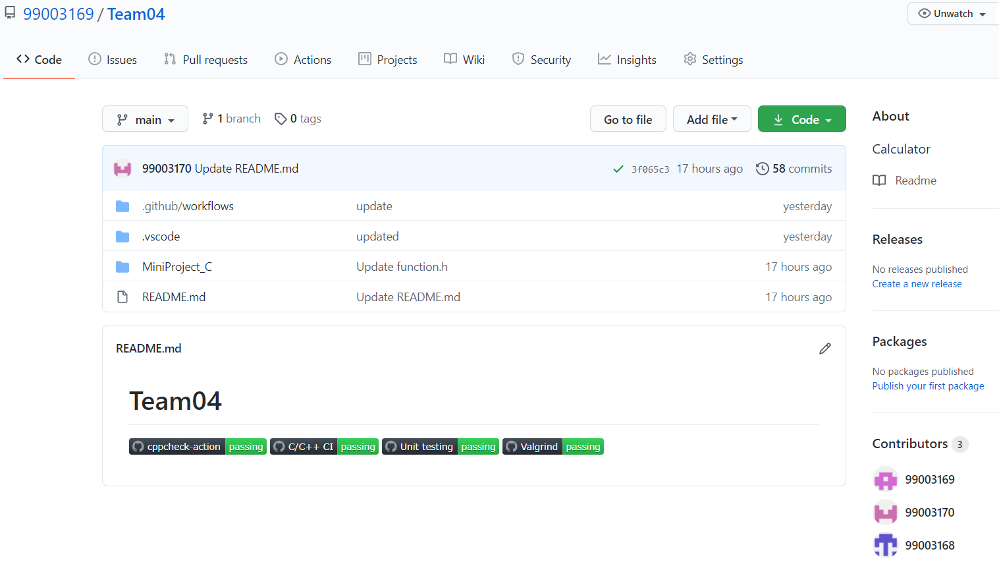 99003169 / Team04
Unwatch
Code
Issues
Pull requests
Actions
Projects
Wiki
Security
Insights
Settings
main
1 branch
0 tags
Go to file
Add file
Code
99003170 Update README.md
3f065c3 17 hours ago
58 commits
.github/workflows update yesterday
.vscode updated yesterday
MiniProject_C Update function.h 17 hours ago
README.md Update README.md 17 hours ago
README.md
Team04
cppcheck-action passing C/C++ CI passing Unit testing passing Valgrind passing
About
Calculator
Readme
Releases
No releases published
Create a new release
Packages
No packages published
Publish your first package
Contributors 3
99003169
99003170
99003168